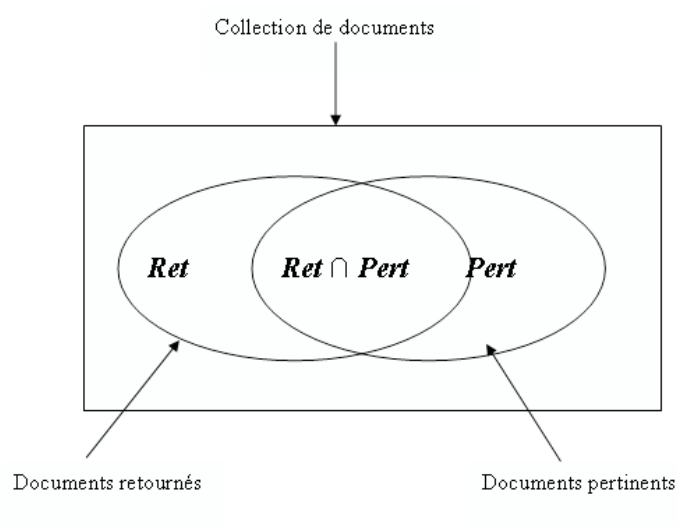 Collection de documents
Ret
Ret ∩ Pert
Pert
Documents retournés
Documents pertinents